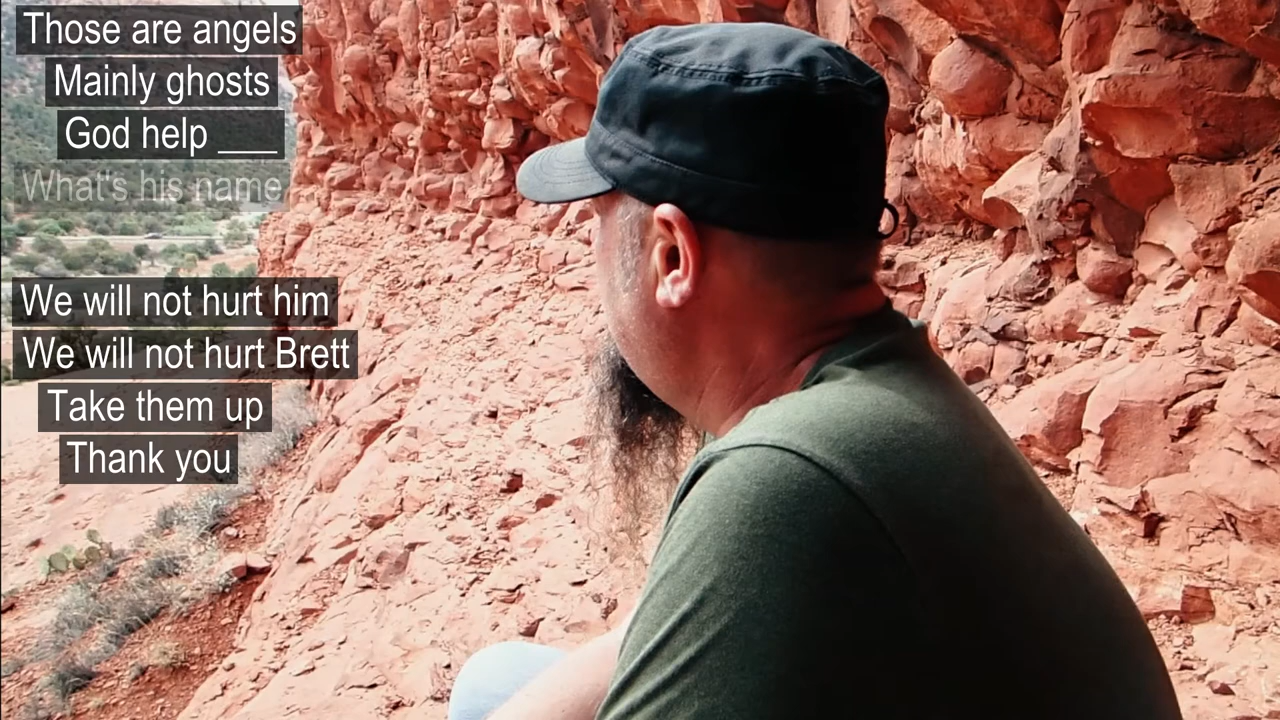 Those are angels
Mainly ghosts
God help ___
What's his name
We will not hurt him
We will not hurt Brett
Take them up
Thank you